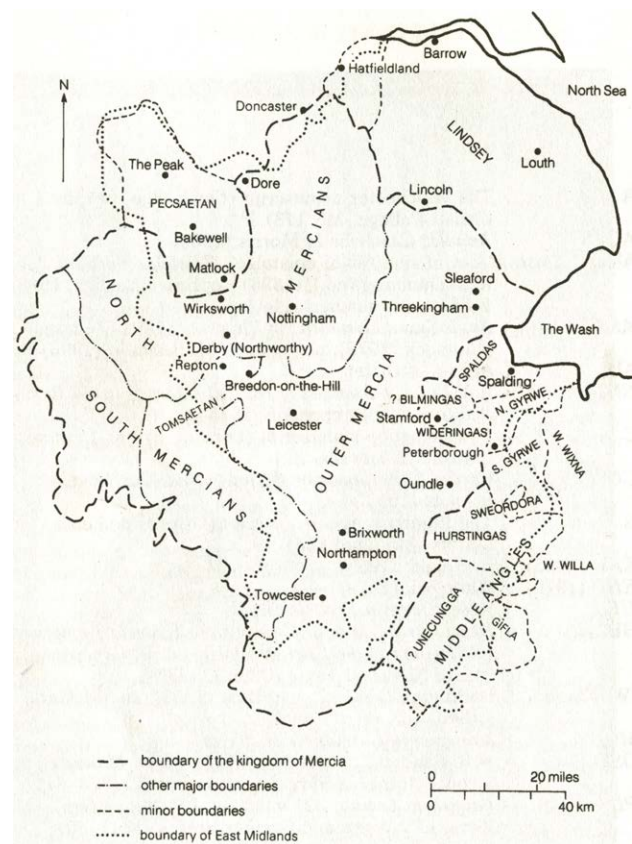 Barrow
Hatfieldland
North Sea
N
Doncaster
LINDSEY
The Peak
Dore
Louth
PECSAETAN
Lincoln
Bakewell
MERCIANS
Matlock
Sleaford
Wirksworth
Nottingham
Threekingham
NORTH
The Wash
Derby (Northworthy)
Repton
SPALDAS
Spalding
Breedon-on-the-Hill
? BILMINGAS
N. GYRWE
TOMSAETAN
Leicester
Stamford
WIDERINGAS
OUTER MERCIA
Peterborough
W. WIXNA
S. GYRWE
SOUTH MERCIANS
Oundle
SWEORDORA
Brixworth
HURSTINGAS
Northampton
W. WILLA
Towcester
MIDDLE ANGLES
GIFLA
? UNECUNGGA
boundary of the kingdom of Mercia
other major boundaries
minor boundaries
boundary of East Midlands
0 20 miles
0 40 km